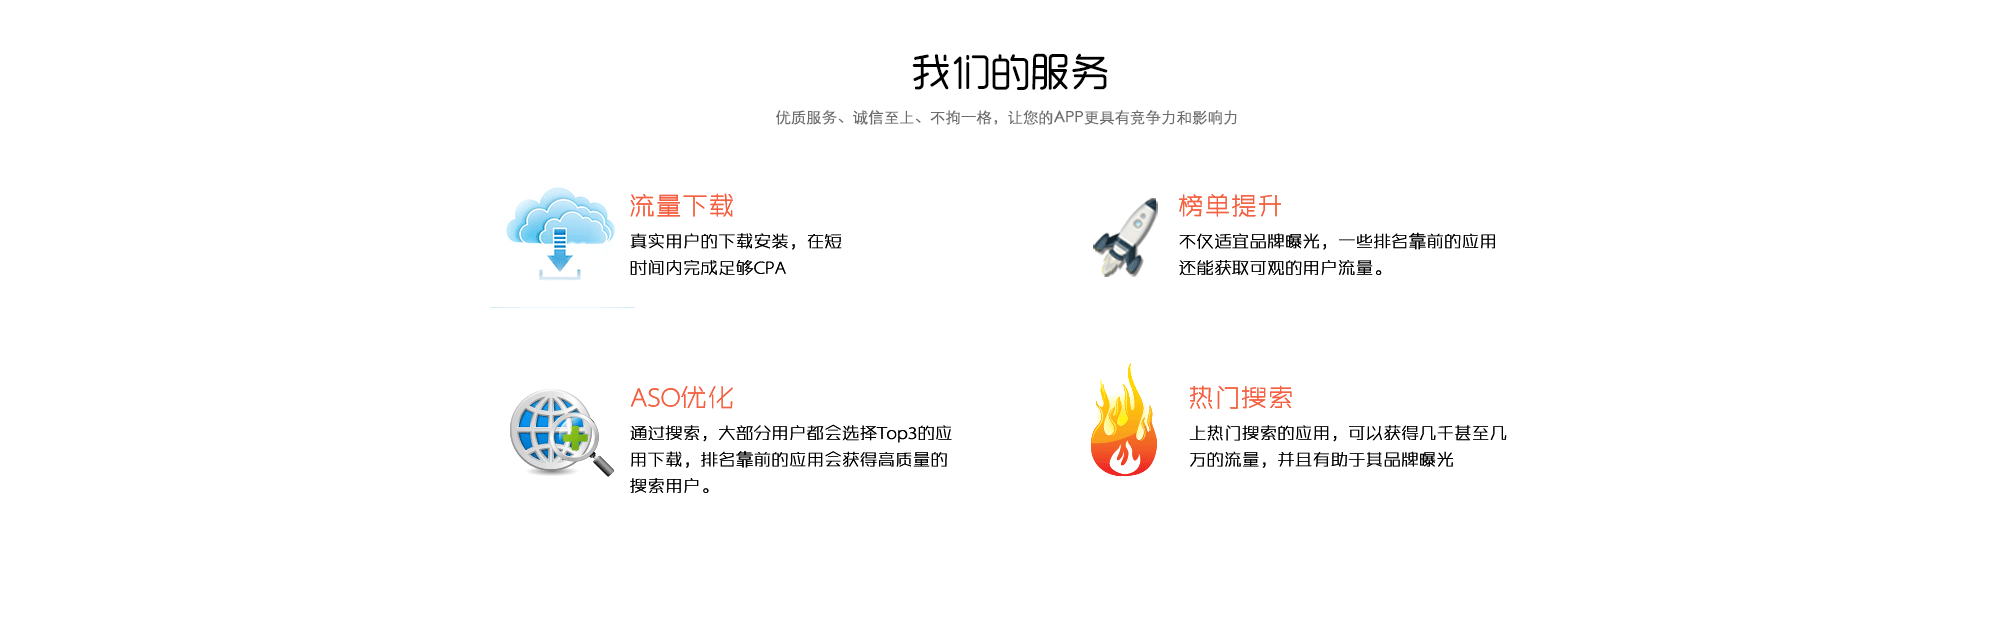 我们的服务
优质服务、诚信至上、不拘一格，让您的APP更具有竞争力和影响力
流量下载
真实用户的下载安装，在短
时间内完成足够CPA
榜单提升
不仅适宜品牌曝光，一些排名靠前的应用
还能获取可观的用户流量。
ASO优化
通过搜索，大部分用户都会选择Top3的应
用下载，排名靠前的应用会获得高质量的
搜索用户。
热门搜索
上热门搜索的应用，可以获得几千甚至几
万的流量，并且有助于其品牌曝光